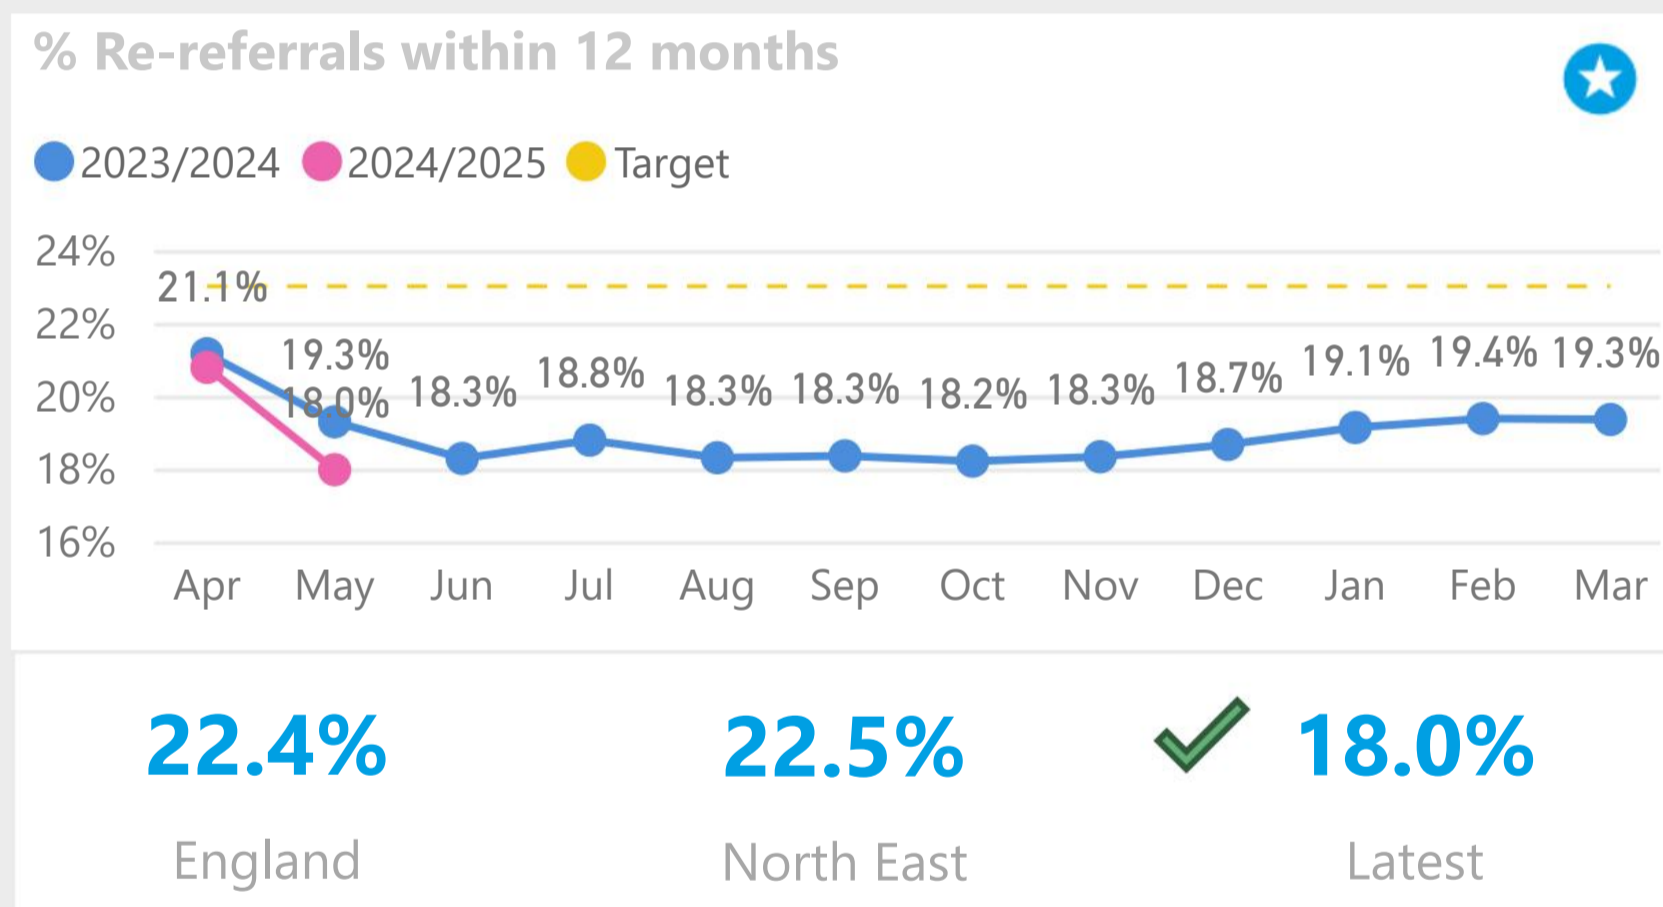 % Re-referrals within 12 months
2023/2024 2024/2025 Target
24%
22%
20%
18%
16%
21.1% 19.3% 18.0% 18.3% 18.8% 18.3% 18.3% 18.2% 18.3% 18.7% 19.1% 19.4% 19.3%
Apr May Jun Jul Aug Sep Oct Nov Dec Jan Feb Mar
22.4% 22.5% 18.0%
England North East Latest